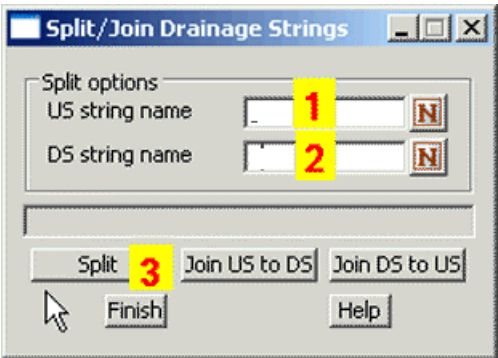 Split/Join Drainage Strings
Split options
US string name 1 N
DS string name 2 N
Split 3 Join US to DS Join DS to US
Finish Help